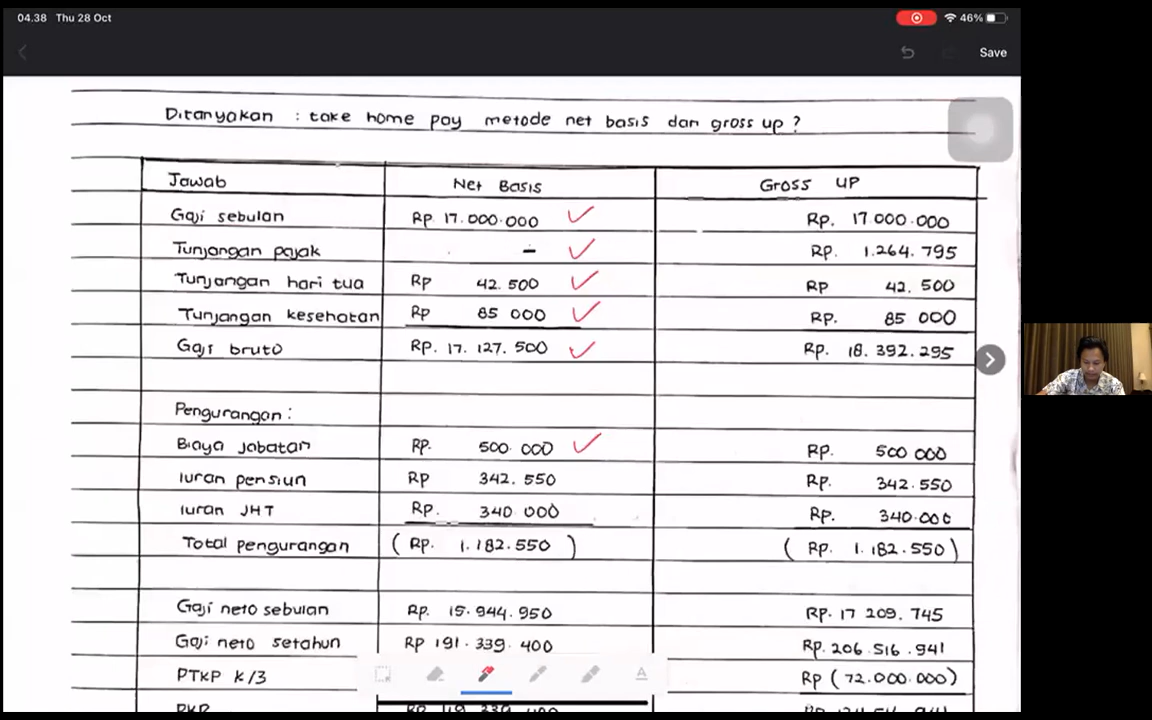 04.38 Thu 28 Oct
46%
Save
Ditanyakan : take home pay metode net basis dan gross up ?
Jawab Net Basis Gross UP
Gaji sebulan Rp 17.000.000 ✓ Rp. 17.000.000
Tunjangan pajak - ✓ Rp. 1.264.795
Tunjangan hari tua Rp 42.500 ✓ Rp 42.500
Tunjangan kesehatan Rp 85 000 ✓ Rp. 85 000
Gaji bruto Rp. 17.127.500 ✓ Rp. 18.392.295
Pengurangan :
Biaya jabatan Rp. 500.000 ✓ Rp. 500 000
Iuran pensiun Rp 342.550 Rp. 342.550
Iuran JHT Rp. 340 000 Rp. 340.000
Total pengurangan ( Rp. 1.182.550 ) ( Rp. 1.182.550 )
Gaji neto sebulan Rp. 15.944.950 Rp. 17 209.745
Gaji neto setahun Rp 191.339.400 Rp. 206.516.941
PTKP K/3 Rp (72.000.000)
PKP Rp 119 339 400